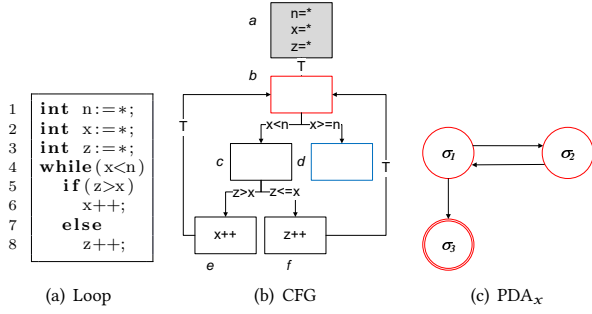 1 int n:=*;
2 int x:=*;
3 int z:=*;
4 while(x<n)
5 if(z>x)
6 x++;
7 else
8 z++;
(a) Loop
a
n=*
x=*
z=*
T
b
T
T
x<n x>=n
c
d
z>x z<=x
x++
z++
e
f
(b) CFG
σ1
σ2
σ3
(c) PDAx